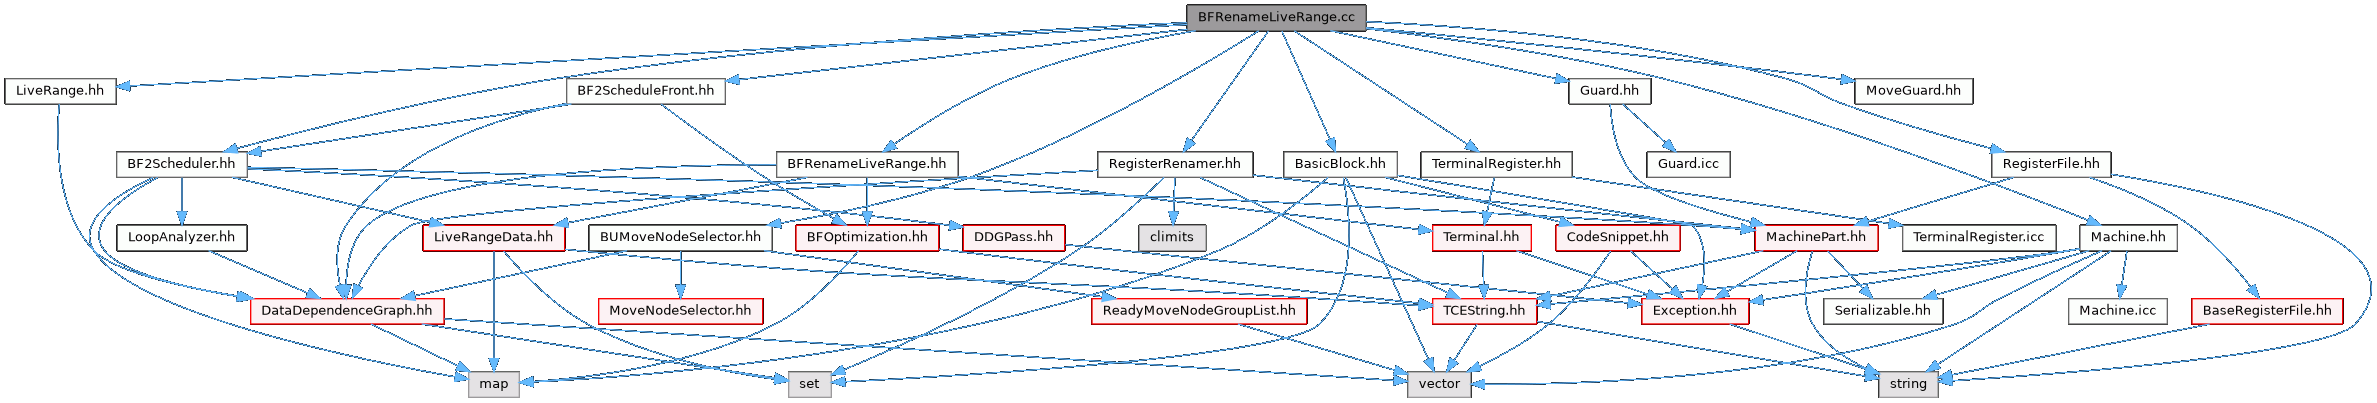 BFRenameLiveRange.cc
LiveRange.hh
BF2ScheduleFront.hh
Guard.hh
MoveGuard.hh
BF2Scheduler.hh
BFRenameLiveRange.hh
RegisterRenamer.hh
BasicBlock.hh
TerminalRegister.hh
Guard.icc
RegisterFile.hh
LoopAnalyzer.hh
LiveRangeData.hh
BUMoveNodeSelector.hh
BFOptimization.hh
DDGPass.hh
climits
Terminal.hh
CodeSnippet.hh
MachinePart.hh
TerminalRegister.icc
Machine.hh
DataDependenceGraph.hh
MoveNodeSelector.hh
ReadyMoveNodeGroupList.hh
TCEString.hh
Exception.hh
Serializable.hh
Machine.icc
BaseRegisterFile.hh
map
set
vector
string